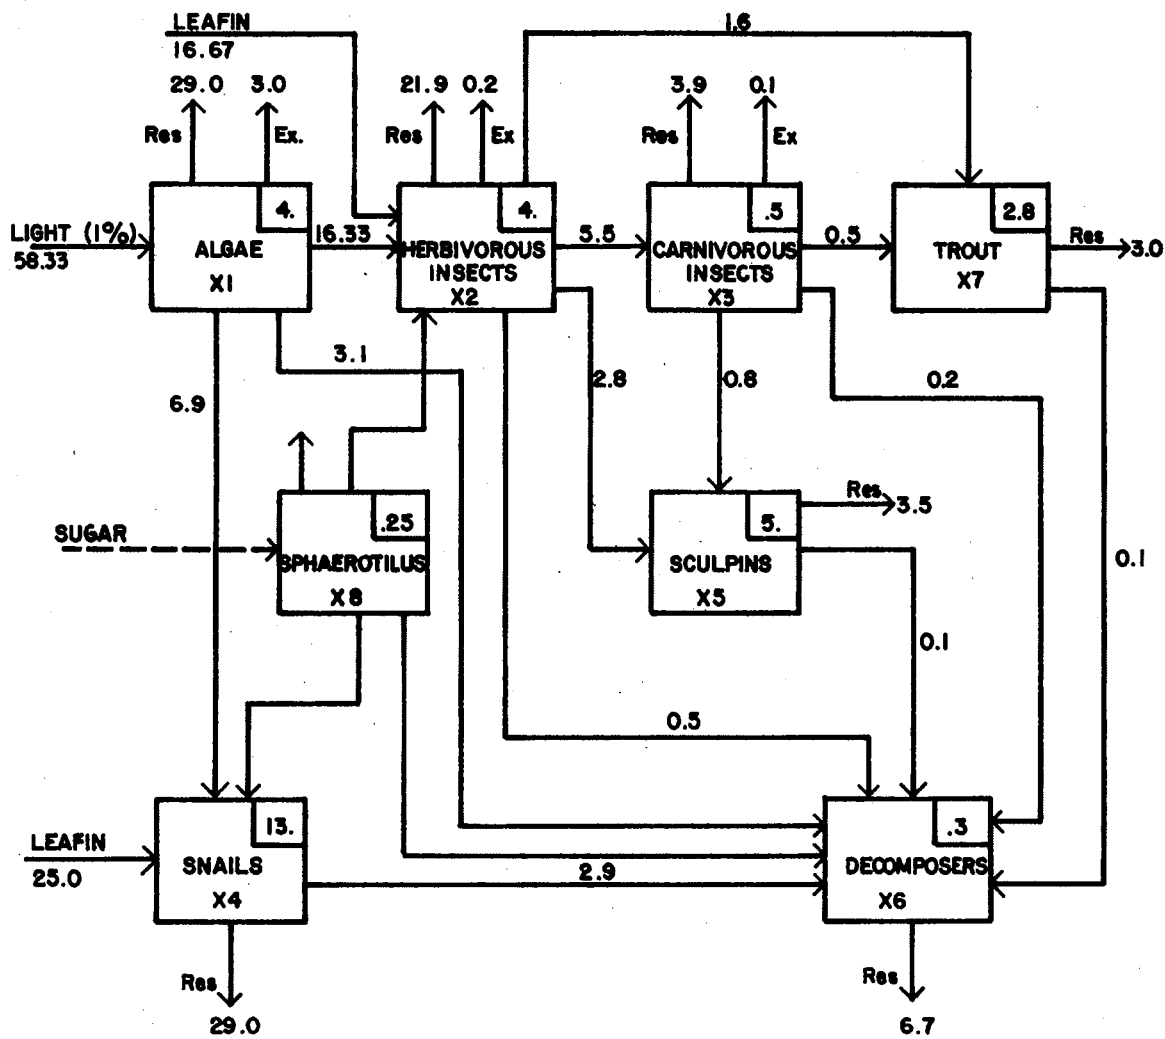 LEAFIN
16.67
1.6
29.0
3.0
21.9
0.2
3.9
0.1
Res
Ex.
Res
Ex
Res
Ex
4.
4.
.5
2.8
LIGHT (1%)
58.33
ALGAE
X1
16.33
HERBIVOROUS
INSECTS
X2
5.5
CARNIVOROUS
INSECTS
X3
0.5
TROUT
X7
Res
3.0
3.1
6.9
2.8
0.8
0.2
SUGAR
.25
SPHAEROTILUS
X8
5.
SCULPINS
X5
Res
3.5
0.1
0.1
0.5
LEAFIN
25.0
13.
SNAILS
X4
2.9
.3
DECOMPOSERS
X6
Res
29.0
Res
6.7